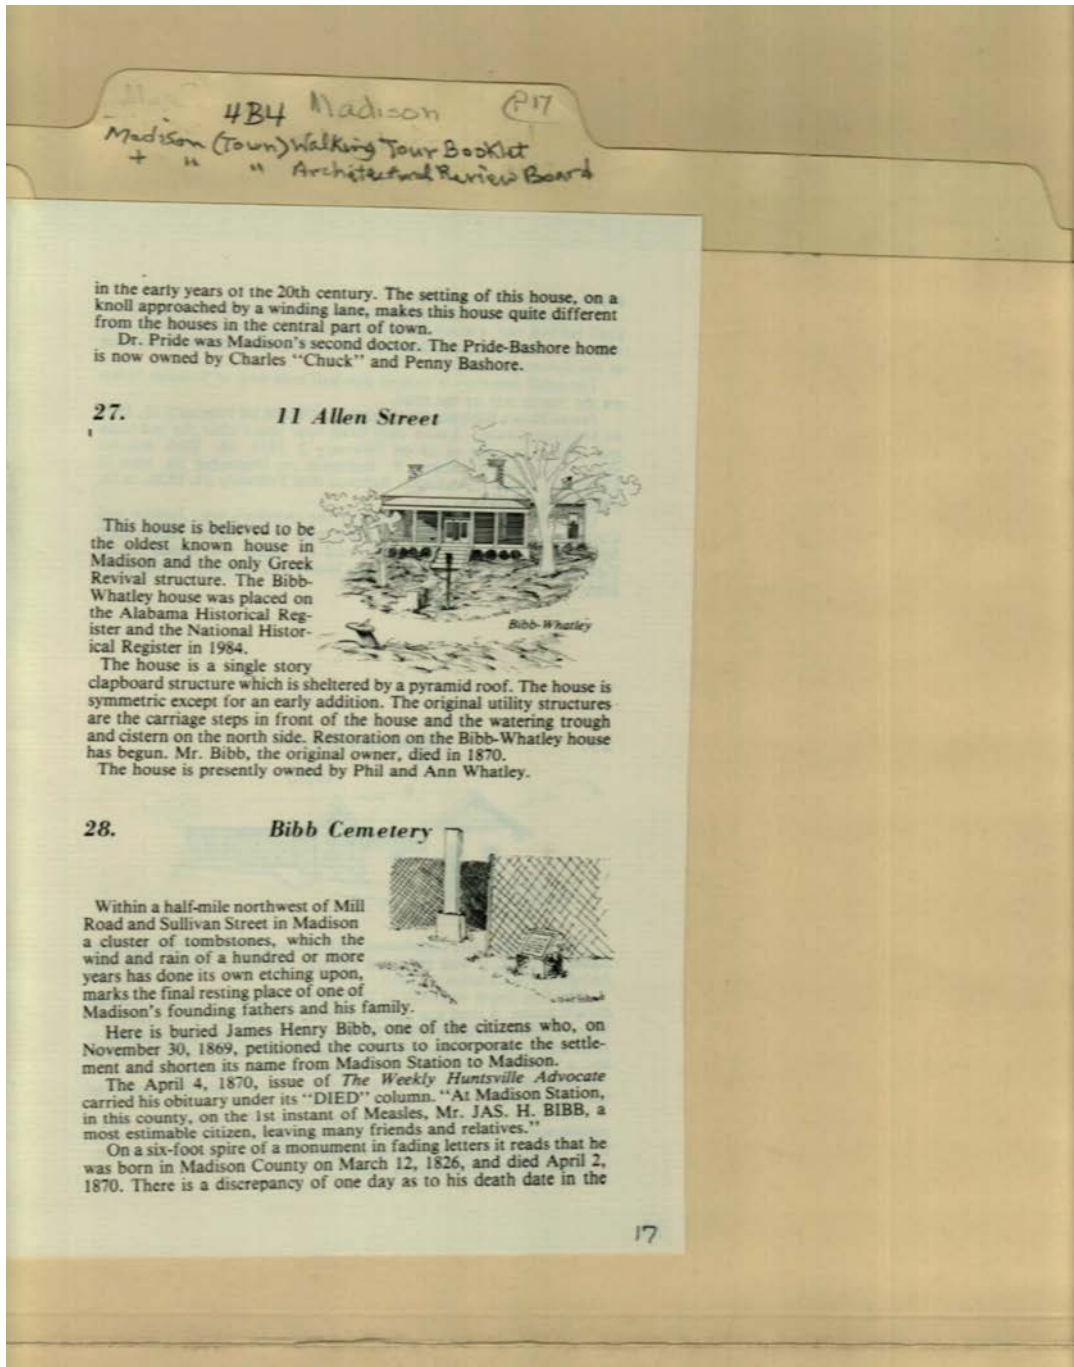 4B4 Madison P17
Madison (Town) Walking Tour Booklet
+ " " Architectural Review Board
in the early years of the 20th century. The setting of this house, on a
knoll approached by a winding lane, makes this house quite different
from the houses in the central part of town.
Dr. Pride was Madison's second doctor. The Pride-Bashore home
is now owned by Charles "Chuck" and Penny Bashore.
27. 11 Allen Street
This house is believed to be
the oldest known house in
Madison and the only Greek
Revival structure. The Bibb-
Whatley house was placed on
the Alabama Historical Reg-
ister and the National Histor-
ical Register in 1984.
Bibb-Whatley
The house is a single story
clapboard structure which is sheltered by a pyramid roof. The house is
symmetric except for an early addition. The original utility structures
are the carriage steps in front of the house and the watering trough
and cistern on the north side. Restoration on the Bibb-Whatley house
has begun. Mr. Bibb, the original owner, died in 1870.
The house is presently owned by Phil and Ann Whatley.
28. Bibb Cemetery
Within a half-mile northwest of Mill
Road and Sullivan Street in Madison
a cluster of tombstones, which the
wind and rain of a hundred or more
years has done its own etching upon,
marks the final resting place of one of
Madison's founding fathers and his family.
Here is buried James Henry Bibb, one of the citizens who, on
November 30, 1869, petitioned the courts to incorporate the settle-
ment and shorten its name from Madison Station to Madison.
The April 4, 1870, issue of The Weekly Huntsville Advocate
carried his obituary under its "DIED" column. "At Madison Station,
in this county, on the 1st instant of Measles, Mr. JAS. H. BIBB, a
most estimable citizen, leaving many friends and relatives."
On a six-foot spire of a monument in fading letters it reads that he
was born in Madison County on March 12, 1826, and died April 2,
1870. There is a discrepancy of one day as to his death date in the
17